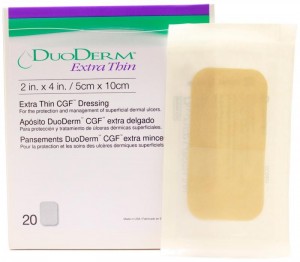 DUODERM®
Extra Thin
2 in. x 4 in. / 5cm x 10cm
Extra Thin CGF® Dressing
For the protection and management of superficial dermal ulcers.
Apósito DuoDerm® CGF® extra delgado
Para protección y tratamiento de úlceras dérmicas superficiales.
Pansements DuoDerm® CGF® extra mince
Pour la protection et les soins des ulcères dermiques superficiels
20